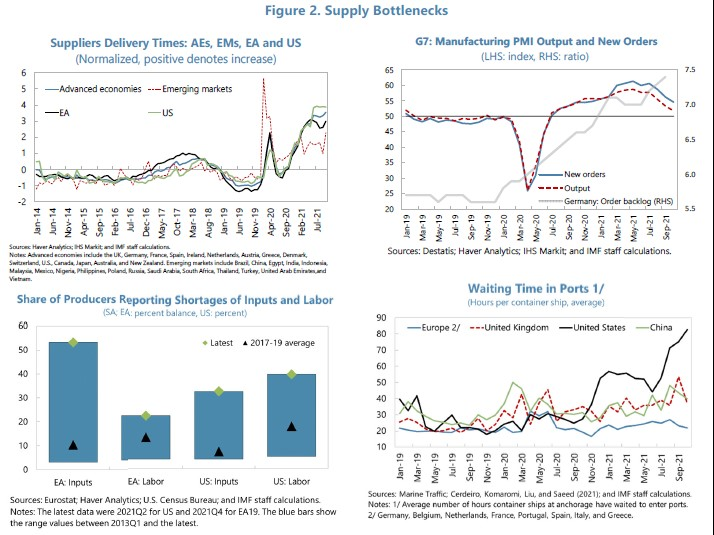 Figure 2. Supply Bottlenecks
Suppliers Delivery Times: AEs, EMs, EA and US
(Normalized, positive denotes increase)
6
5
4
3
2
1
0
-1
-2
Advanced economies
Emerging markets
EA
US
Jan-14
Jun-14
Nov-14
Apr-15
Sep-15
Feb-16
Jul-16
Dec-16
May-17
Oct-17
Mar-18
Aug-18
Jan-19
Jun-19
Nov-19
Apr-20
Sep-20
Feb-21
Jul-21
Sources: Haver Analytics; IHS Markit; and IMF staff calculations.
Notes: Advanced economies include the UK, Germany, France, Spain, Ireland, Netherlands, Austria, Greece, Denmark,
Switzerland, U.S., Canada, Japan, Australia, and New Zealand. Emerging markets include Brazil, China, Egypt, India, Indonesia,
Malaysia, Mexico, Nigeria, Philippines, Poland, Russia, Saudi Arabia, South Africa, Thailand, Turkey, United Arab Emirates,and
Vietnam.
G7: Manufacturing PMI Output and New Orders
(LHS: index, RHS: ratio)
65
60
55
50
45
40
35
30
25
20
7.5
7.0
6.5
6.0
5.5
New orders
Output
Germany: Order backlog (RHS)
Jan-19
Mar-19
May-19
Jul-19
Sep-19
Nov-19
Jan-20
Mar-20
May-20
Jul-20
Sep-20
Nov-20
Jan-21
Mar-21
May-21
Jul-21
Sep-21
Sources: Destatis; Haver Analytics; IHS Markit; and IMF staff calculations.
Share of Producers Reporting Shortages of Inputs and Labor
(SA; EA: percent balance, US: percent)
60
50
40
30
20
10
0
Latest
2017-19 average
EA: Inputs
EA: Labor
US: Inputs
US: Labor
Sources: Eurostat; Haver Analytics; U.S. Census Bureau; and IMF staff calculations.
Notes: The latest data were 2021Q2 for US and 2021Q4 for EA19. The blue bars show
the range values between 2013Q1 and the latest.
Waiting Time in Ports 1/
(Hours per container ship, average)
90
80
70
60
50
40
30
20
10
Europe 2/
United Kingdom
United States
China
Jan-19
Mar-19
May-19
Jul-19
Sep-19
Nov-19
Jan-20
Mar-20
May-20
Jul-20
Sep-20
Nov-20
Jan-21
Mar-21
May-21
Jul-21
Sep-21
Sources: Marine Traffic; Cerdeiro, Komaromi, Liu, and Saeed (2021); and IMF staff calculations.
Notes: 1/ Average number of hours container ships at anchorage have waited to enter ports.
2/ Germany, Belgium, Netherlands, France, Portugal, Spain, Italy, and Greece.